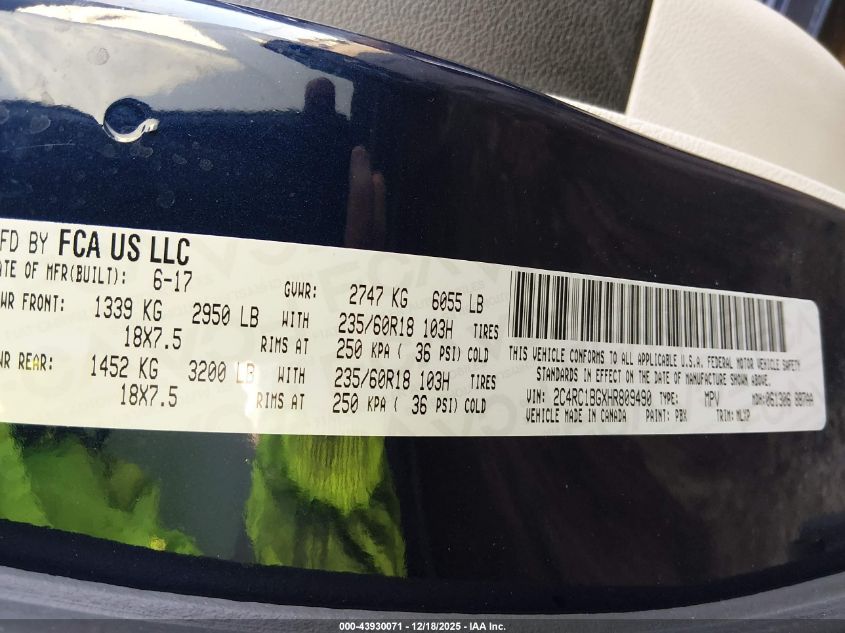 FD BY FCA US LLC
ATE OF MFR(BUILT): 6-17 GVWR: 2747 KG 6055 LB
WR FRONT: 1339 KG 2950 LB WITH 235/60R18 103H TIRES
18X7.5 RIMS AT 250 KPA ( 36 PSI) COLD
WR REAR: 1452 KG 3200 LB WITH 235/60R18 103H TIRES
18X7.5 RIMS AT 250 KPA ( 36 PSI) COLD
THIS VEHICLE CONFORMS TO ALL APPLICABLE U.S.A. FEDERAL MOTOR VEHICLE SAFETY
STANDARDS IN EFFECT ON THE DATE OF MANUFACTURE SHOWN ABOVE.
VIN: 2C4RC1BGXHR809490 TYPE: MPV MDH: 061306
VEHICLE MADE IN CANADA PAINT: PBX TRIM:
000-43930071 — 12/18/2025 — IAA Inc.